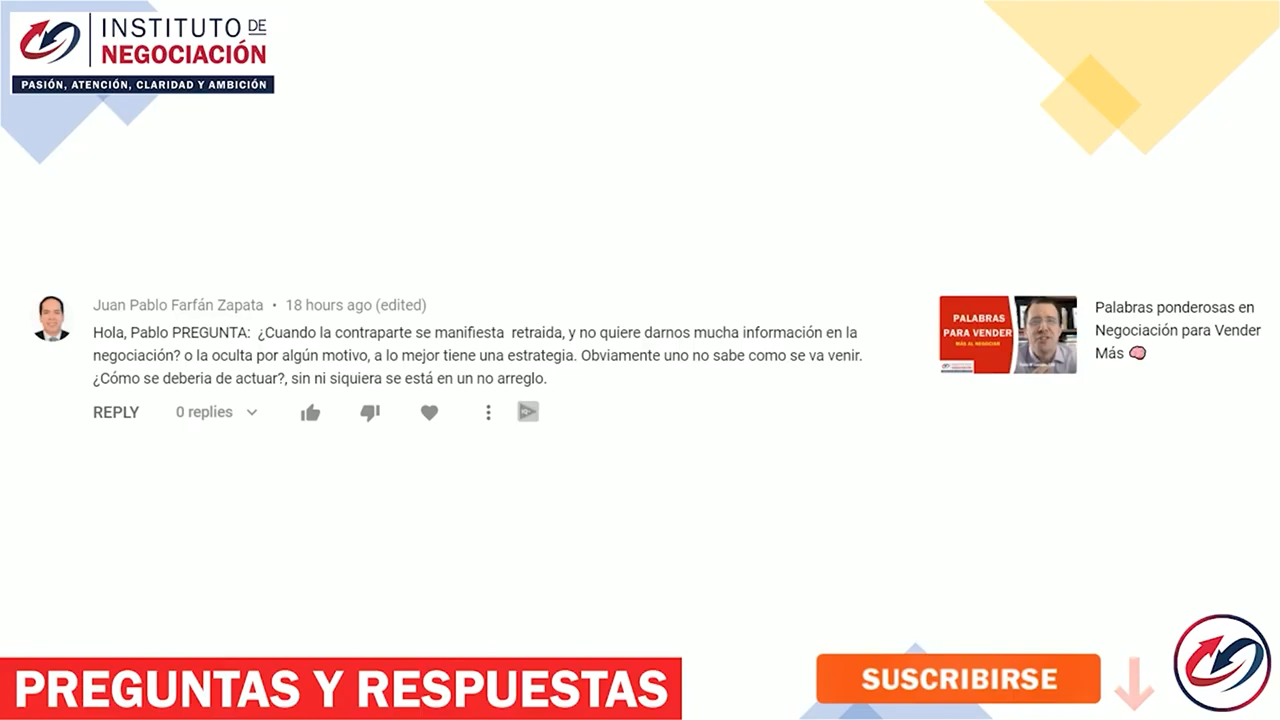 INSTITUTO DE
NEGOCIACIÓN
PASIÓN, ATENCIÓN, CLARIDAD Y AMBICIÓN
Juan Pablo Farfán Zapata • 18 hours ago (edited)
Hola, Pablo PREGUNTA: ¿Cuando la contraparte se manifiesta retraida, y no quiere darnos mucha información en la
negociación? o la oculta por algún motivo, a lo mejor tiene una estrategia. Obviamente uno no sabe como se va venir.
¿Cómo se deberia de actuar?, sin ni siquiera se está en un no arreglo.
REPLY 0 replies
PALABRAS
PARA VENDER
MÁS AL NEGOCIAR
Palabras ponderosas en
Negociación para Vender
Más 🧠
PREGUNTAS Y RESPUESTAS
SUSCRIBIRSE